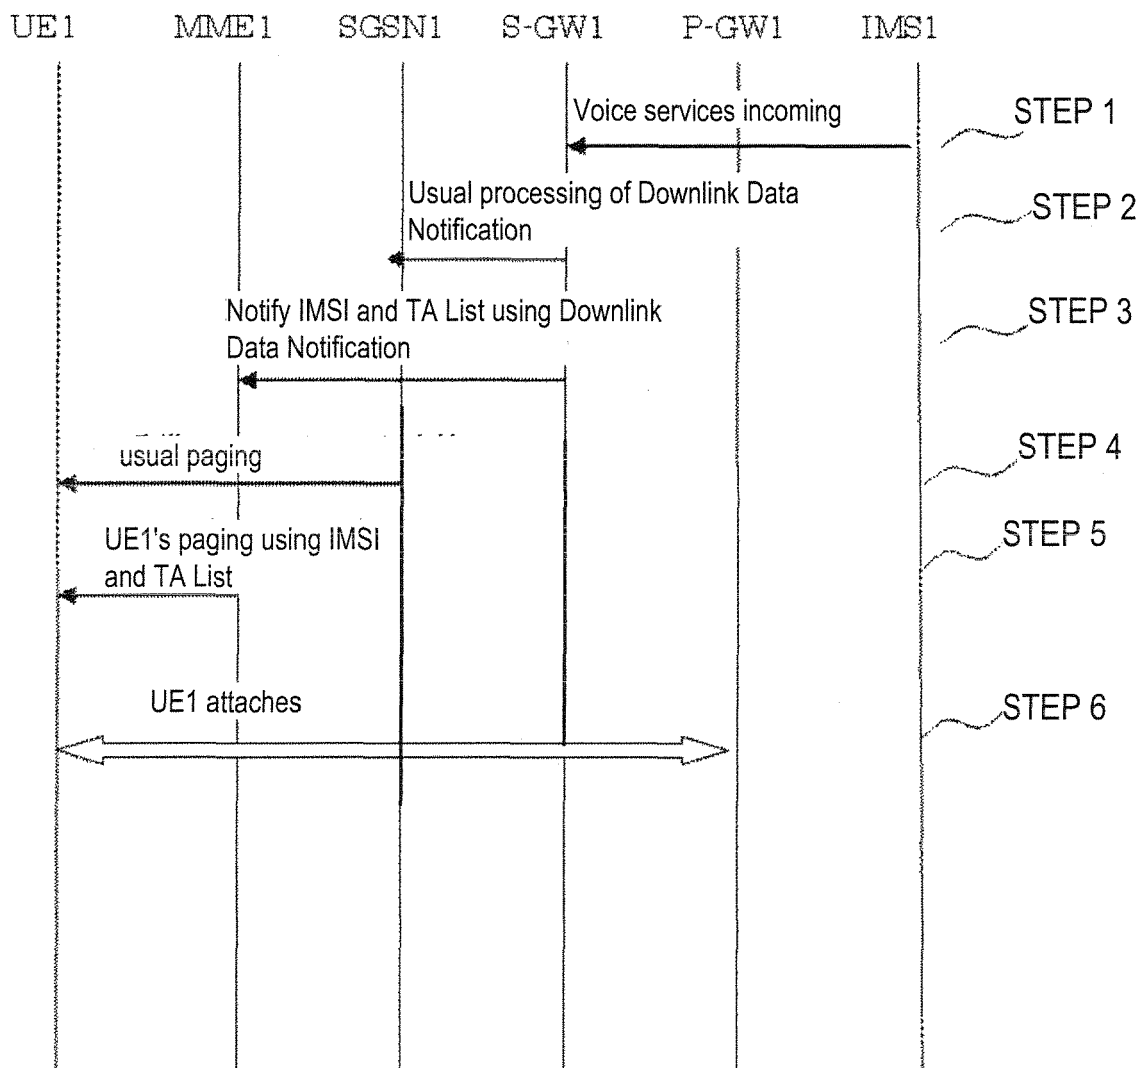 UE1 MME1 SGSN1 S-GW1 P-GW1 IMS1
Voice services incoming
STEP 1
Usual processing of Downlink Data
Notification
STEP 2
Notify IMSI and TA List using Downlink
Data Notification
STEP 3
usual paging
STEP 4
UE1's paging using IMSI
and TA List
STEP 5
UE1 attaches
STEP 6